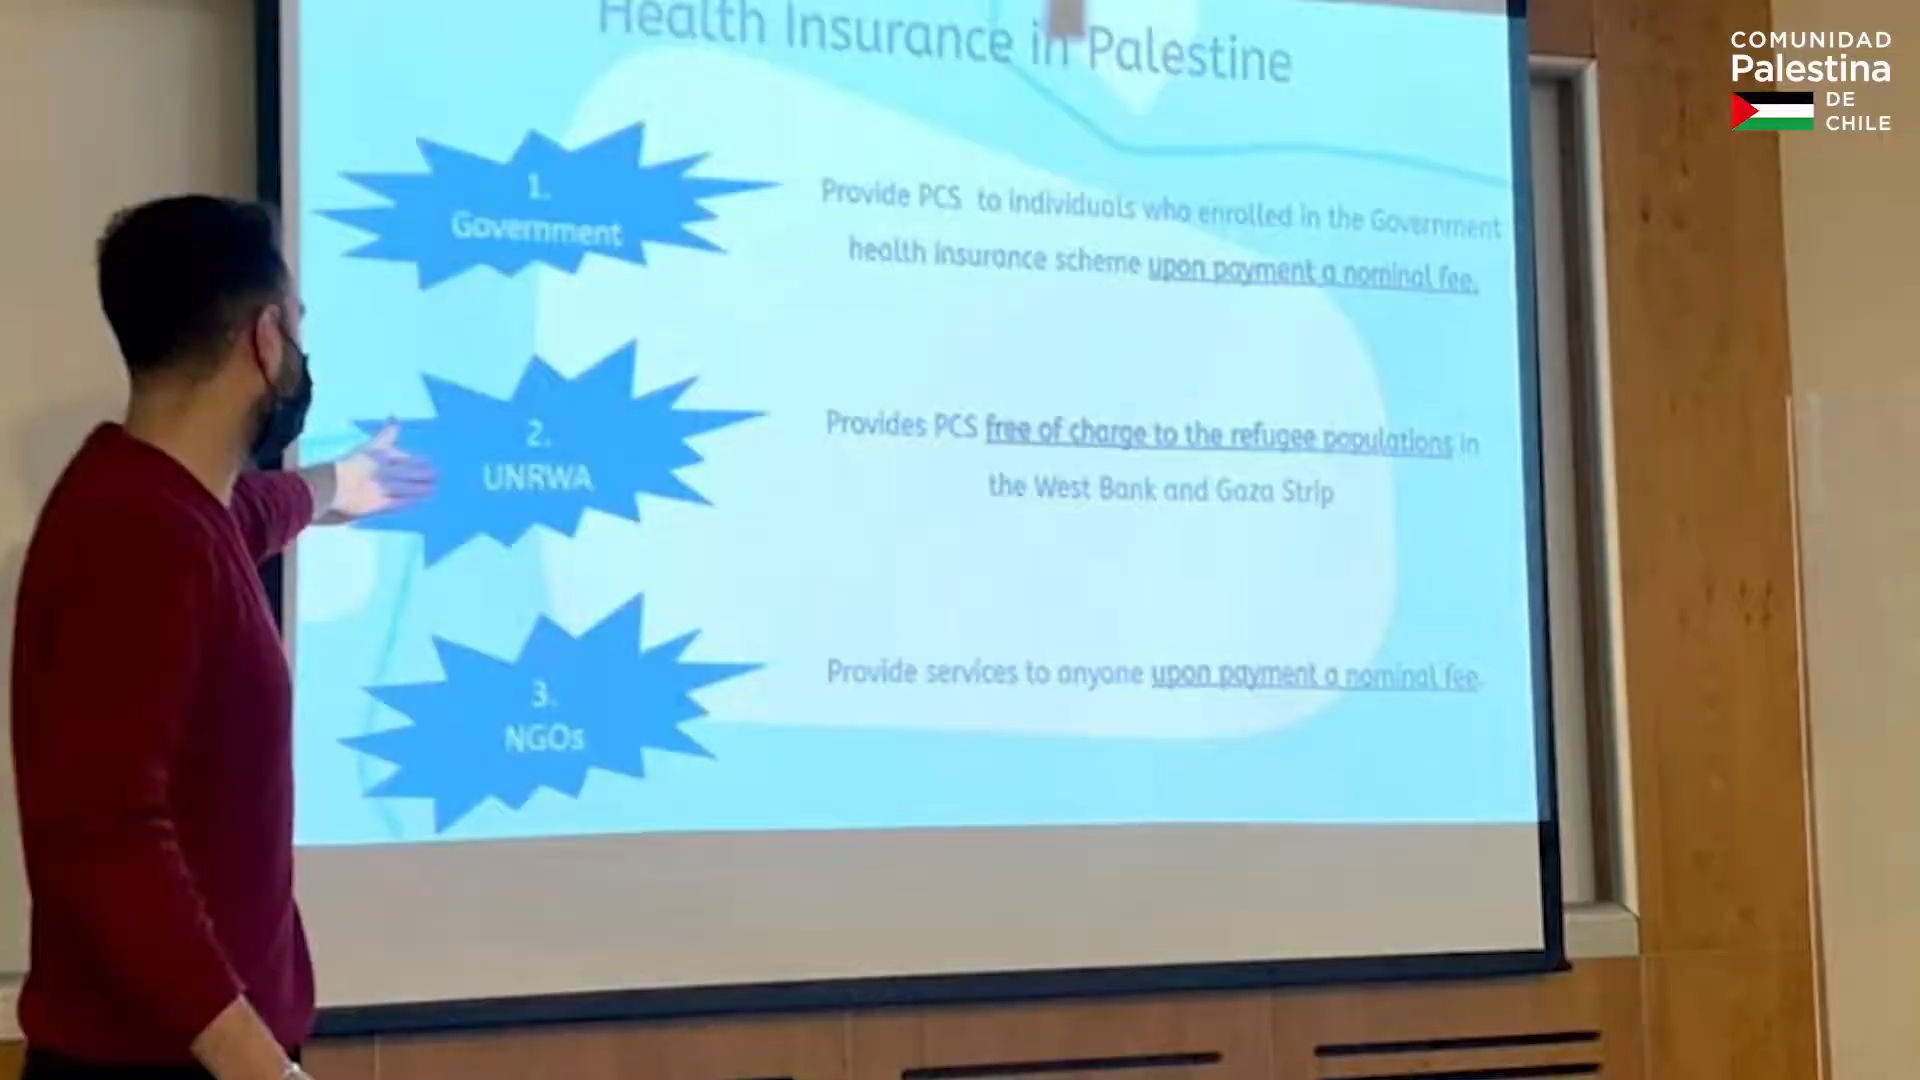 Health Insurance in Palestine
1.
Government
Provide PCS to individuals who enrolled in the Government
health insurance scheme upon payment a nominal fee.
2.
UNRWA
Provides PCS free of charge to the refugee populations in
the West Bank and Gaza Strip
3.
NGOs
Provide services to anyone upon payment a nominal fee.
COMUNIDAD
Palestina
DE
CHILE